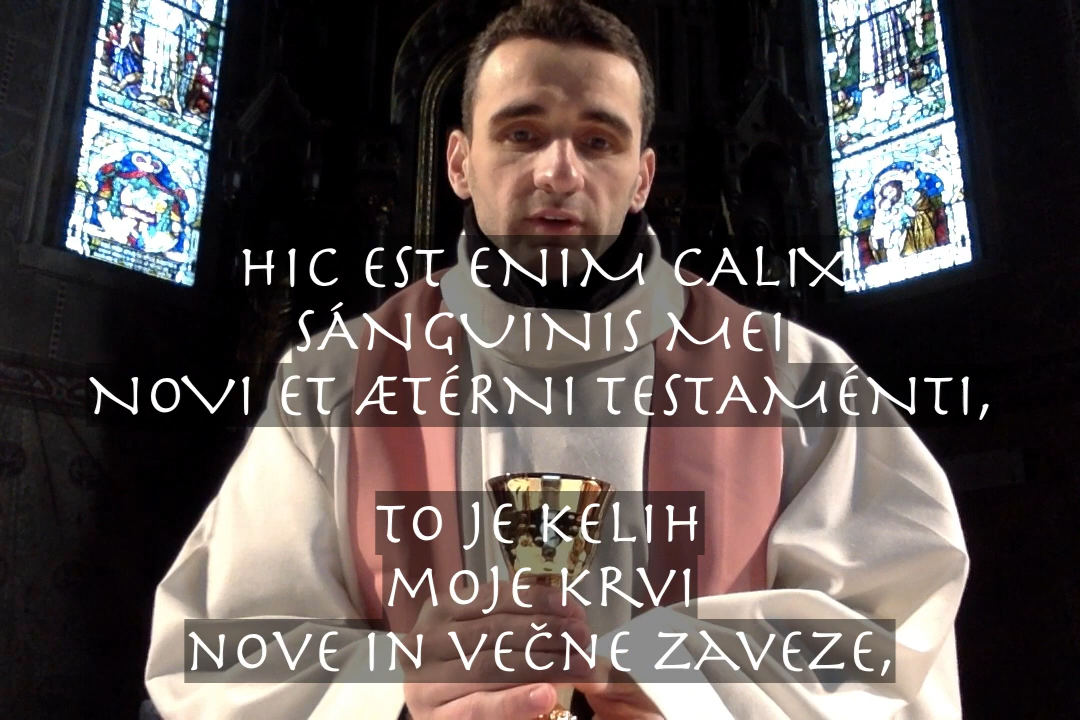 HIC EST ENIM CALIX
SÁNGUINIS MEI
NOVI ET ÆTÉRNI TESTAMÉNTI,
TO JE KELIH
MOJE KRVI
NOVE IN VEČNE ZAVEZE,